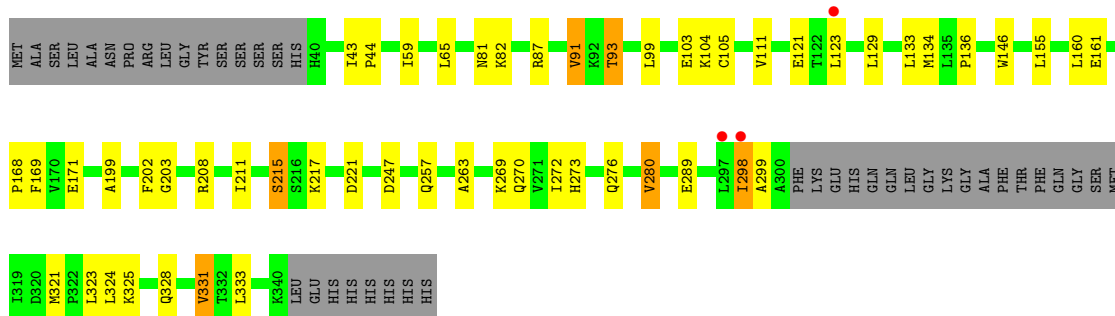 MET ALA SER LEU ALA ASN PRO ARG LEU GLY TYR SER SER SER SER HIS H40 I43 P44 I59 L65 N81 K82 R87 V91 K92 T93 L99 E103 K104 C105 V111 E121 T122 L123 L129 L133 M134 L135 P136 W146 L155 L160 E161
P168 F169 V170 E171 A199 F202 G203 R208 I211 S215 S216 K217 D221 D247 Q257 A263 K269 Q270 V271 I272 H273 Q276 V280 E289 L297 I298 A299 A300 PHE LYS GLU HIS GLN GLN LEU GLY LYS GLY ALA PHE THR PHE GLN GLY SER MET
I319 D320 M321 P322 L323 L324 K325 Q328 V331 T332 L333 K340 LEU GLU HIS HIS HIS HIS HIS HIS